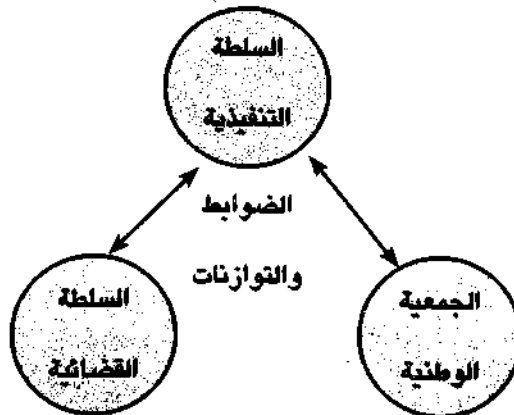 السلطة
التنفيذية
الضوابط
والتوازنات
الجمعية
الوطنية
السلطة
القضائية